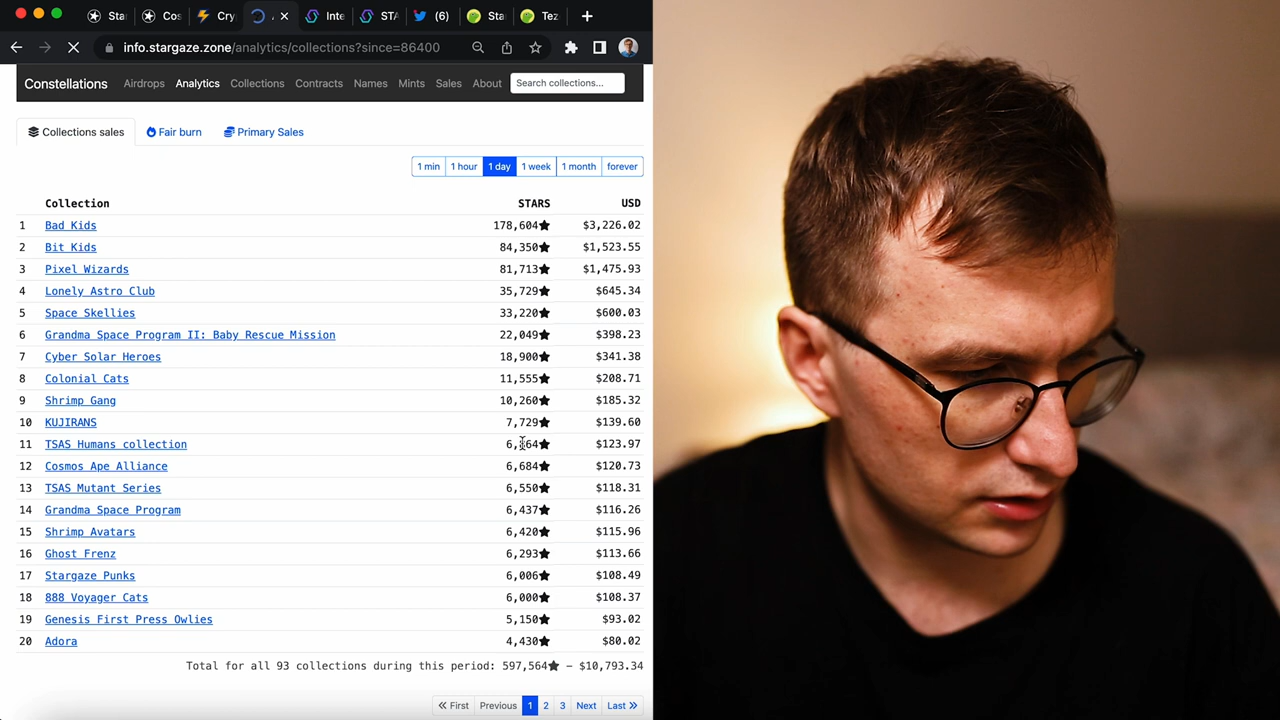 Sta
Cos
Cry
Inte
STA
(6)
Sta
Tez
info.stargaze.zone/analytics/collections?since=86400
Constellations Airdrops Analytics Collections Contracts Names Mints Sales About Search collections...
Collections sales Fair burn Primary Sales
1 min 1 hour 1 day 1 week 1 month forever
Collection STARS USD
1 Bad Kids 178,604★ $3,226.02
2 Bit Kids 84,350★ $1,523.55
3 Pixel Wizards 81,713★ $1,475.93
4 Lonely Astro Club 35,729★ $645.34
5 Space Skellies 33,220★ $600.03
6 Grandma Space Program II: Baby Rescue Mission 22,049★ $398.23
7 Cyber Solar Heroes 18,900★ $341.38
8 Colonial Cats 11,555★ $208.71
9 Shrimp Gang 10,260★ $185.32
10 KUJIRANS 7,729★ $139.60
11 TSAS Humans collection $123.97
12 Cosmos Ape Alliance 6,684★ $120.73
13 TSAS Mutant Series 6,550★ $118.31
14 Grandma Space Program 6,437★ $116.26
15 Shrimp Avatars 6,420★ $115.96
16 Ghost Frenz 6,293★ $113.66
17 Stargaze Punks 6,006★ $108.49
18 888 Voyager Cats 6,000★ $108.37
19 Genesis First Press Owlies 5,150★ $93.02
20 Adora 4,430★ $80.02
Total for all 93 collections during this period: 597,564★ – $10,793.34
« First Previous 1 2 3 Next Last »